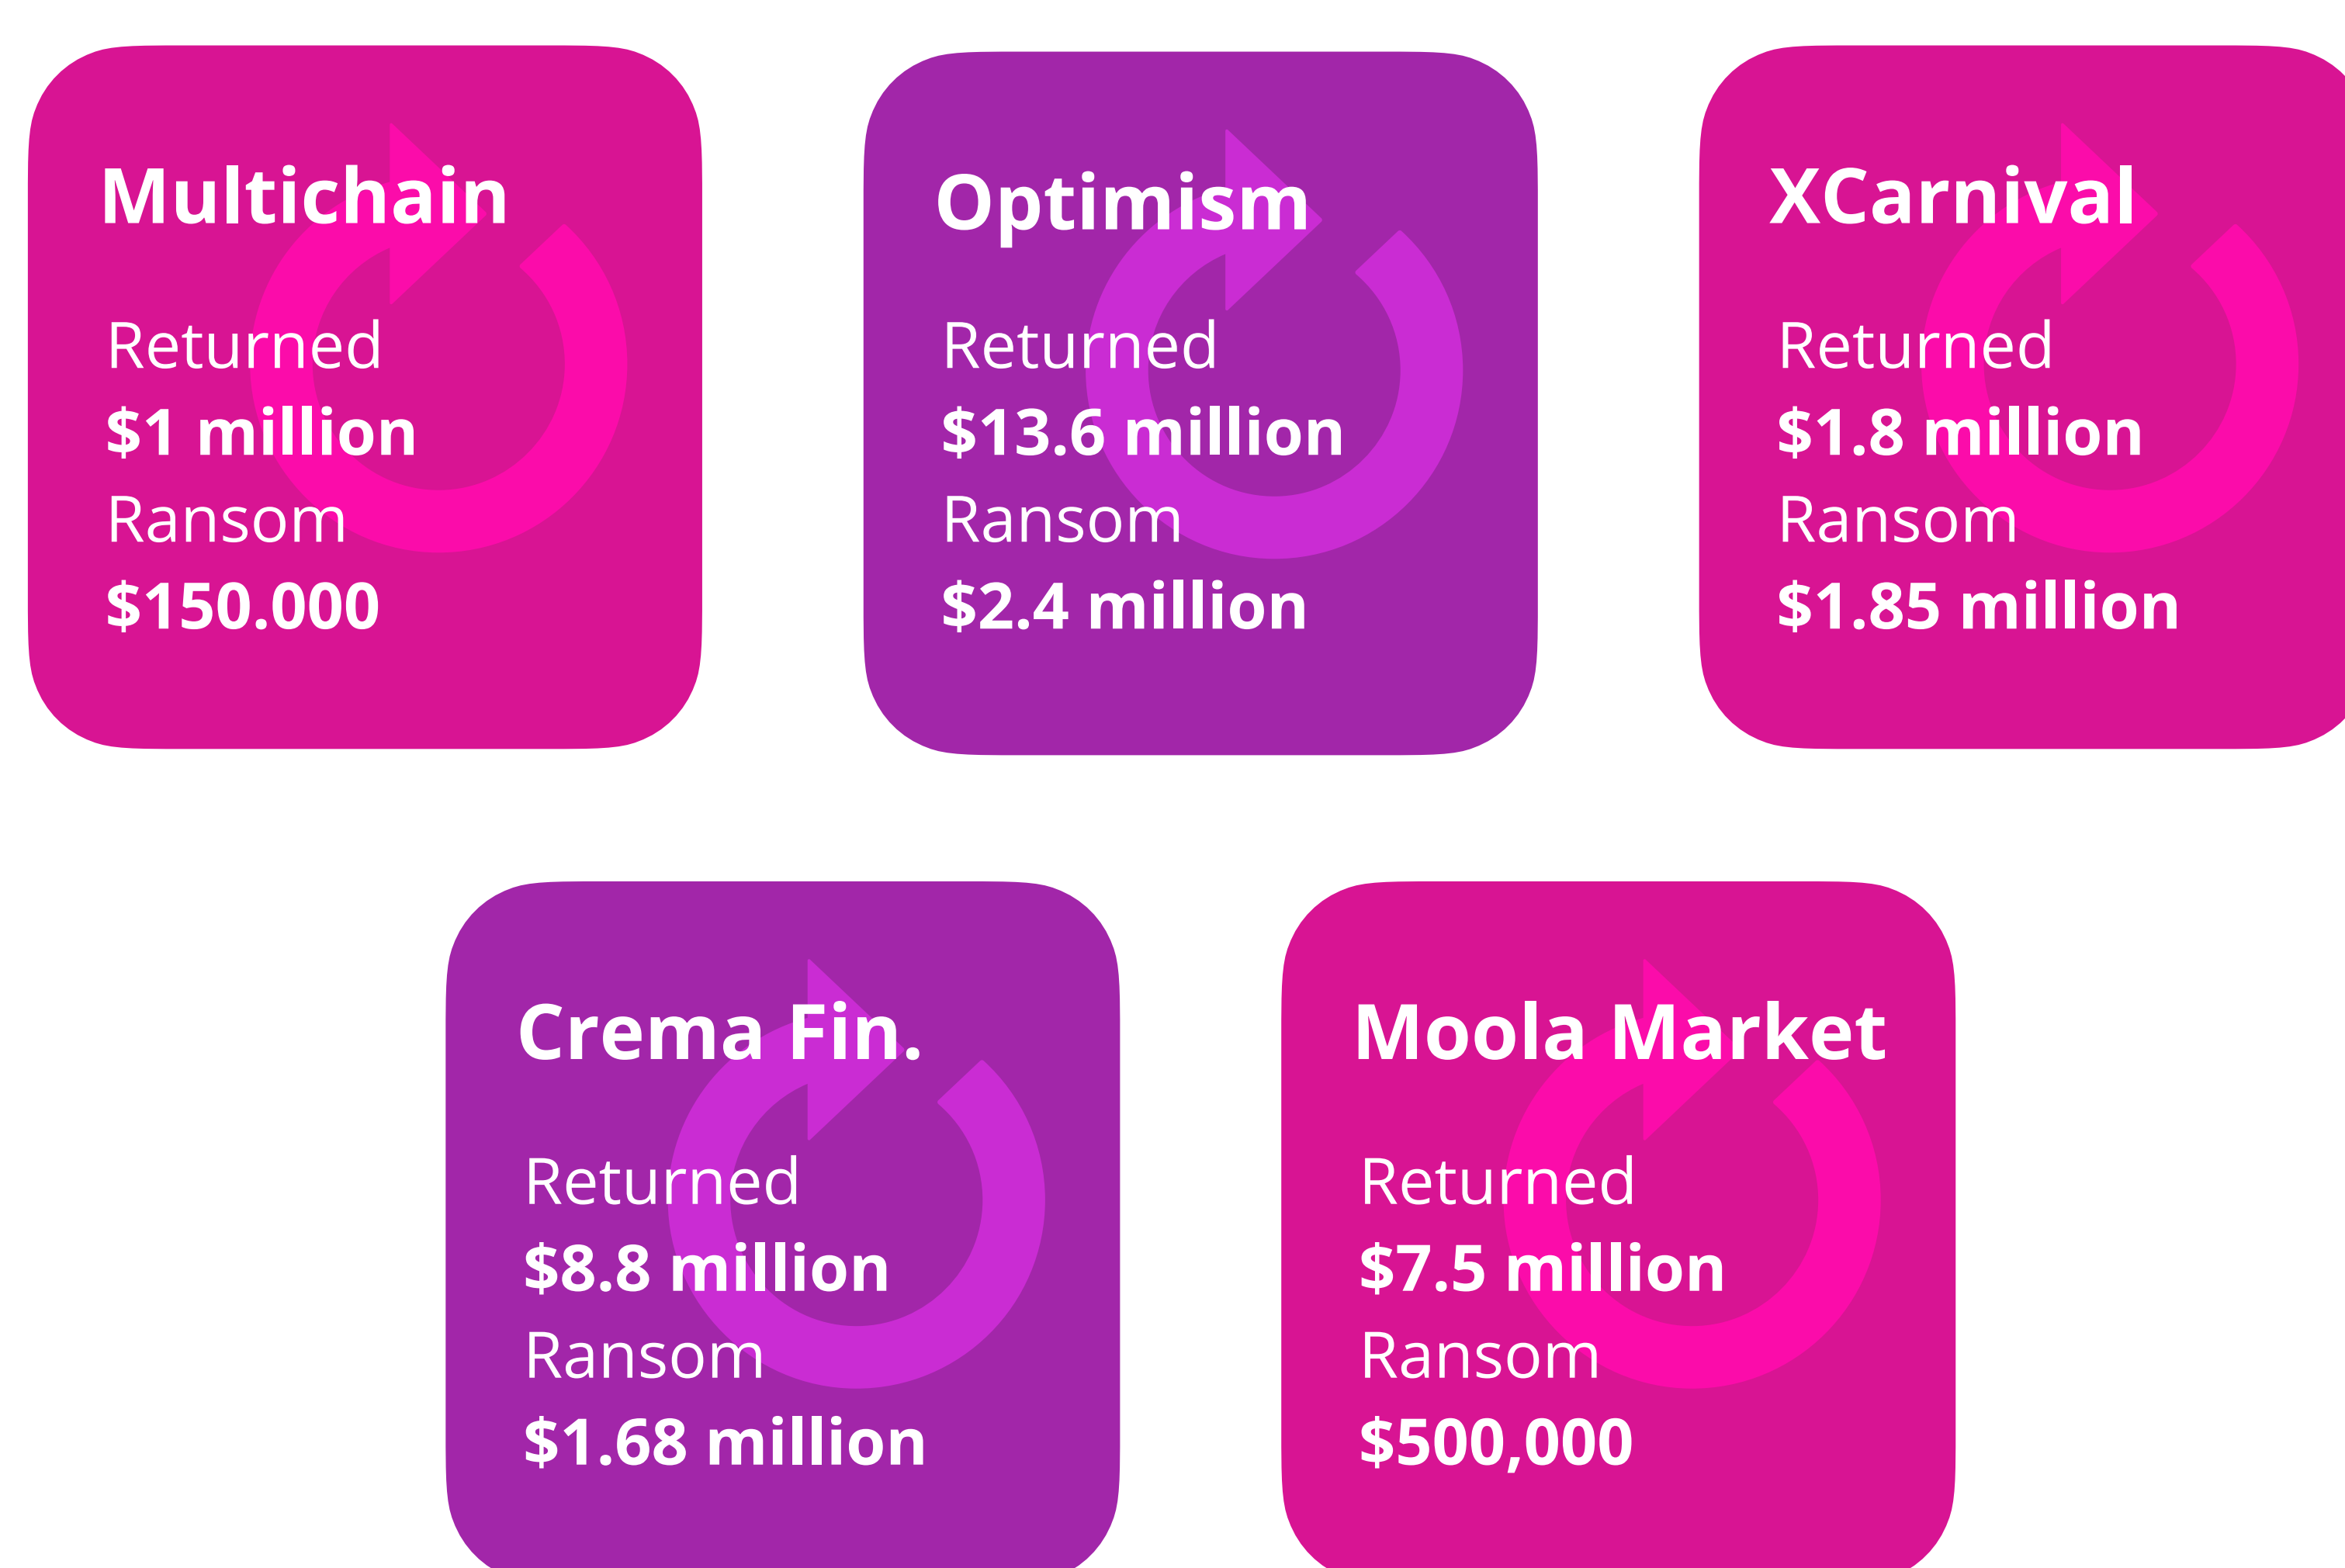 Multichain
Returned
$1 million
Ransom
$150.000
Optimism
Returned
$13.6 million
Ransom
$2.4 million
XCarnival
Returned
$1.8 million
Ransom
$1.85 million
Crema Fin.
Returned
$8.8 million
Ransom
$1.68 million
Moola Market
Returned
$7.5 million
Ransom
$500,000